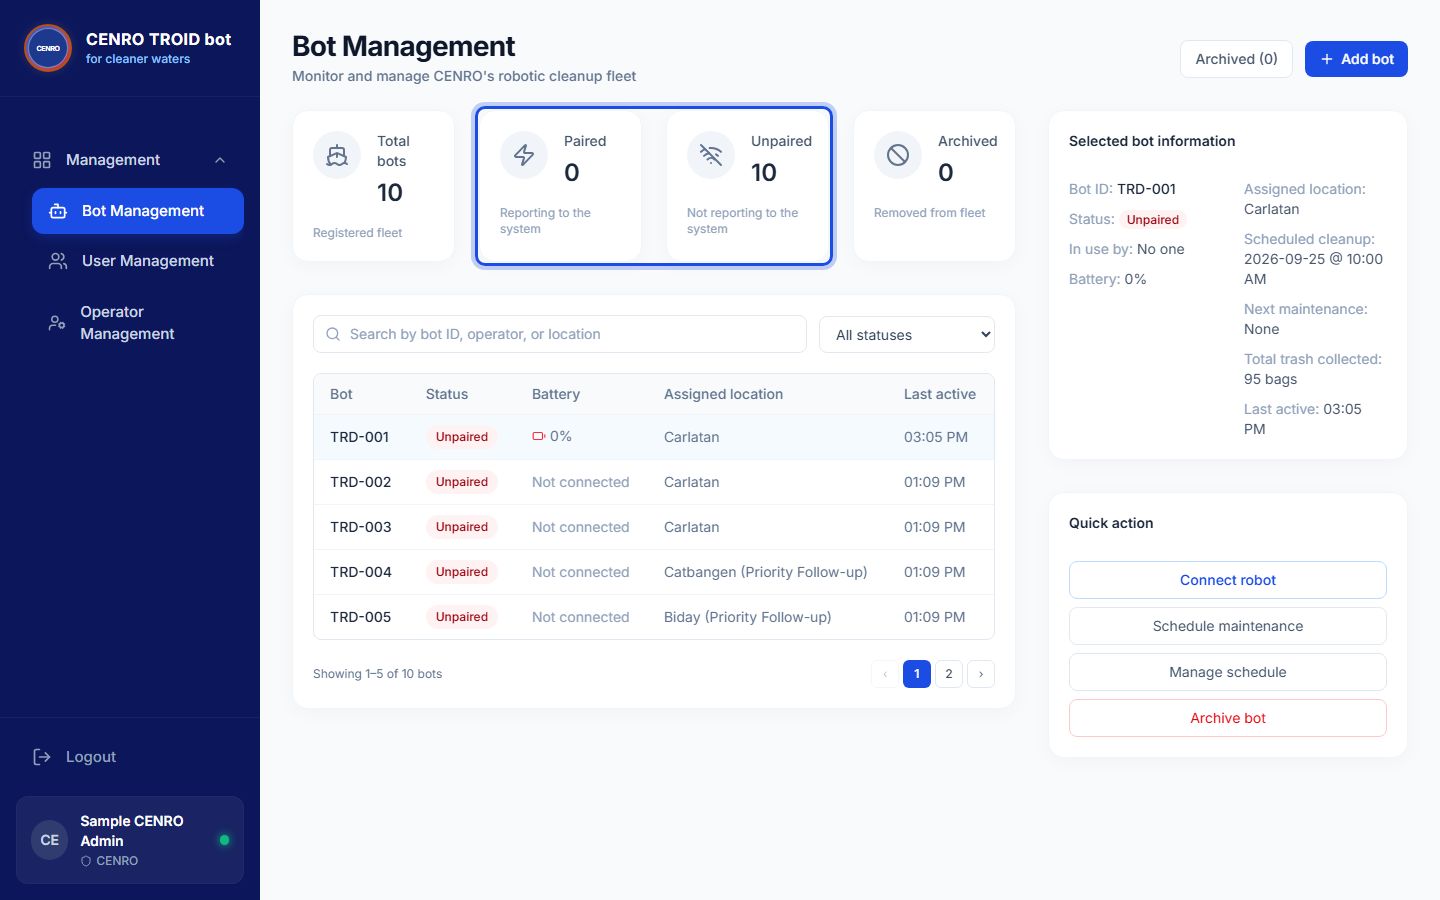 CENRO
CENRO TROID bot
for cleaner waters
Management
Bot Management
User Management
Operator
Management
Logout
CE
Sample CENRO
Admin
CENRO
Bot Management
Monitor and manage CENRO's robotic cleanup fleet
Archived (0)
+ Add bot
Total
bots
10
Registered fleet
Paired
0
Reporting to the
system
Unpaired
10
Not reporting to the
system
Archived
0
Removed from fleet
Search by bot ID, operator, or location
All statuses
Bot Status Battery Assigned location Last active
TRD-001 Unpaired 0% Carlatan 03:05 PM
TRD-002 Unpaired Not connected Carlatan 01:09 PM
TRD-003 Unpaired Not connected Carlatan 01:09 PM
TRD-004 Unpaired Not connected Catbangen (Priority Follow-up) 01:09 PM
TRD-005 Unpaired Not connected Biday (Priority Follow-up) 01:09 PM
Showing 1–5 of 10 bots
‹ 1 2 ›
Selected bot information
Bot ID: TRD-001
Status: Unpaired
In use by: No one
Battery: 0%
Assigned location:
Carlatan
Scheduled cleanup:
2026-09-25 @ 10:00
AM
Next maintenance:
None
Total trash collected:
95 bags
Last active: 03:05
PM
Quick action
Connect robot
Schedule maintenance
Manage schedule
Archive bot